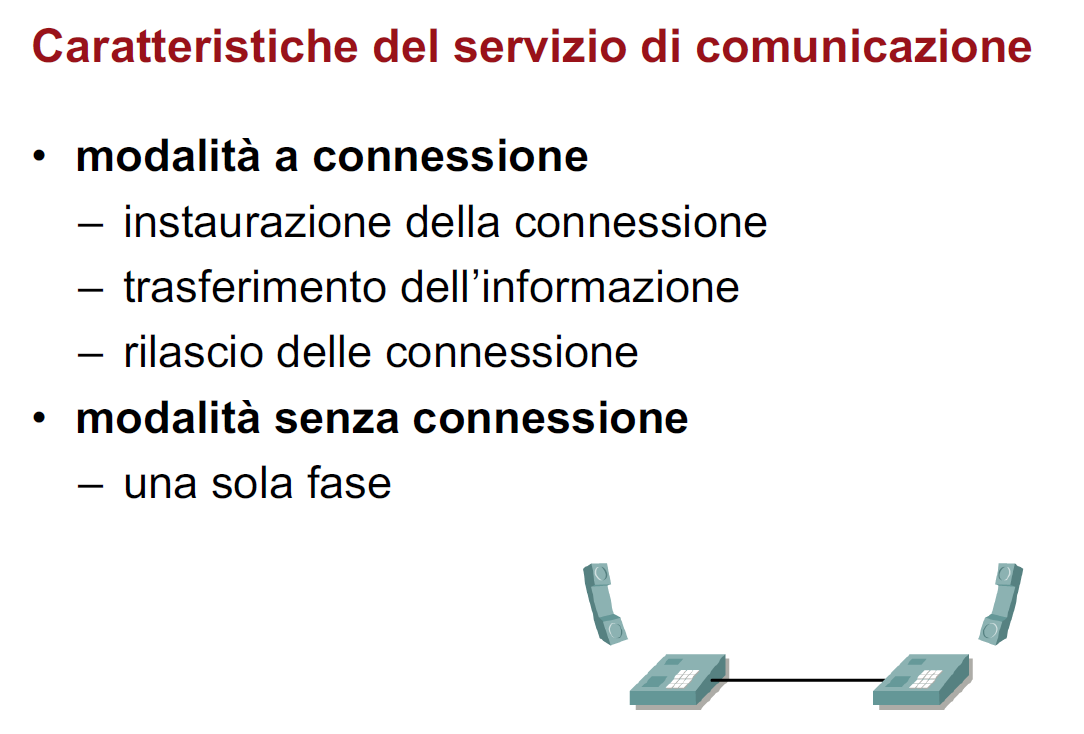 Caratteristiche del servizio di comunicazione
• modalità a connessione
– instaurazione della connessione
– trasferimento dell’informazione
– rilascio delle connessione
• modalità senza connessione
– una sola fase